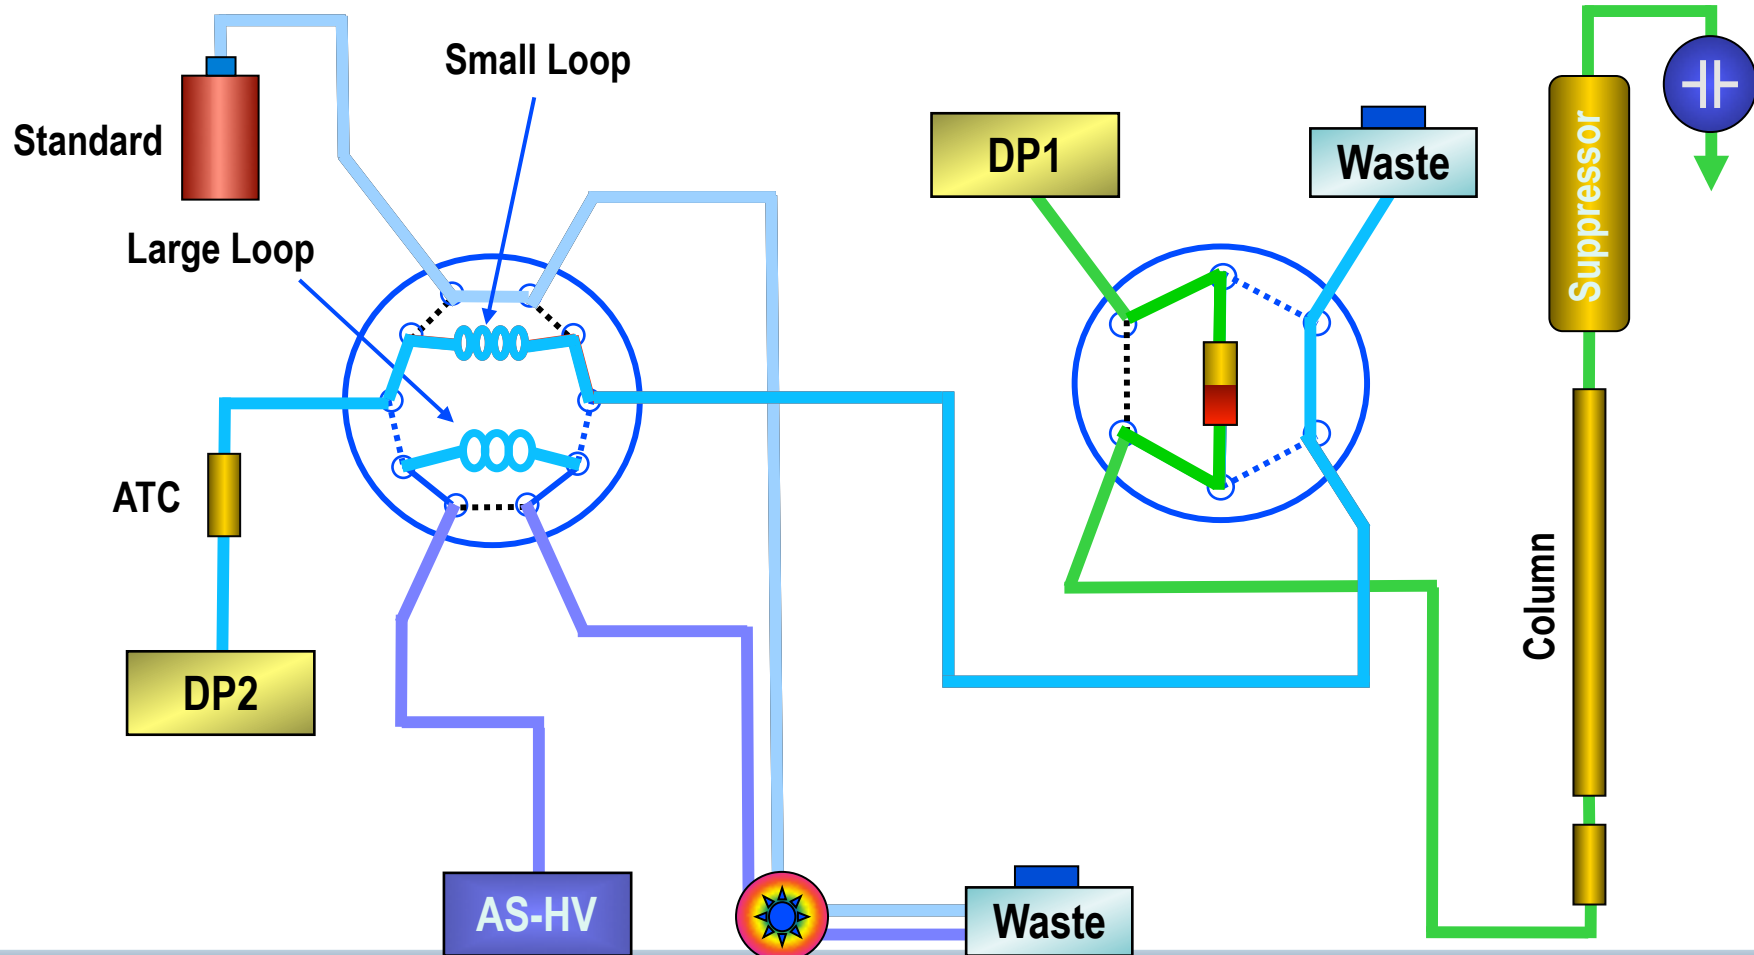 Small Loop
Standard
DP1
Waste
Suppressor
Large Loop
ATC
Column
DP2
AS-HV
Waste